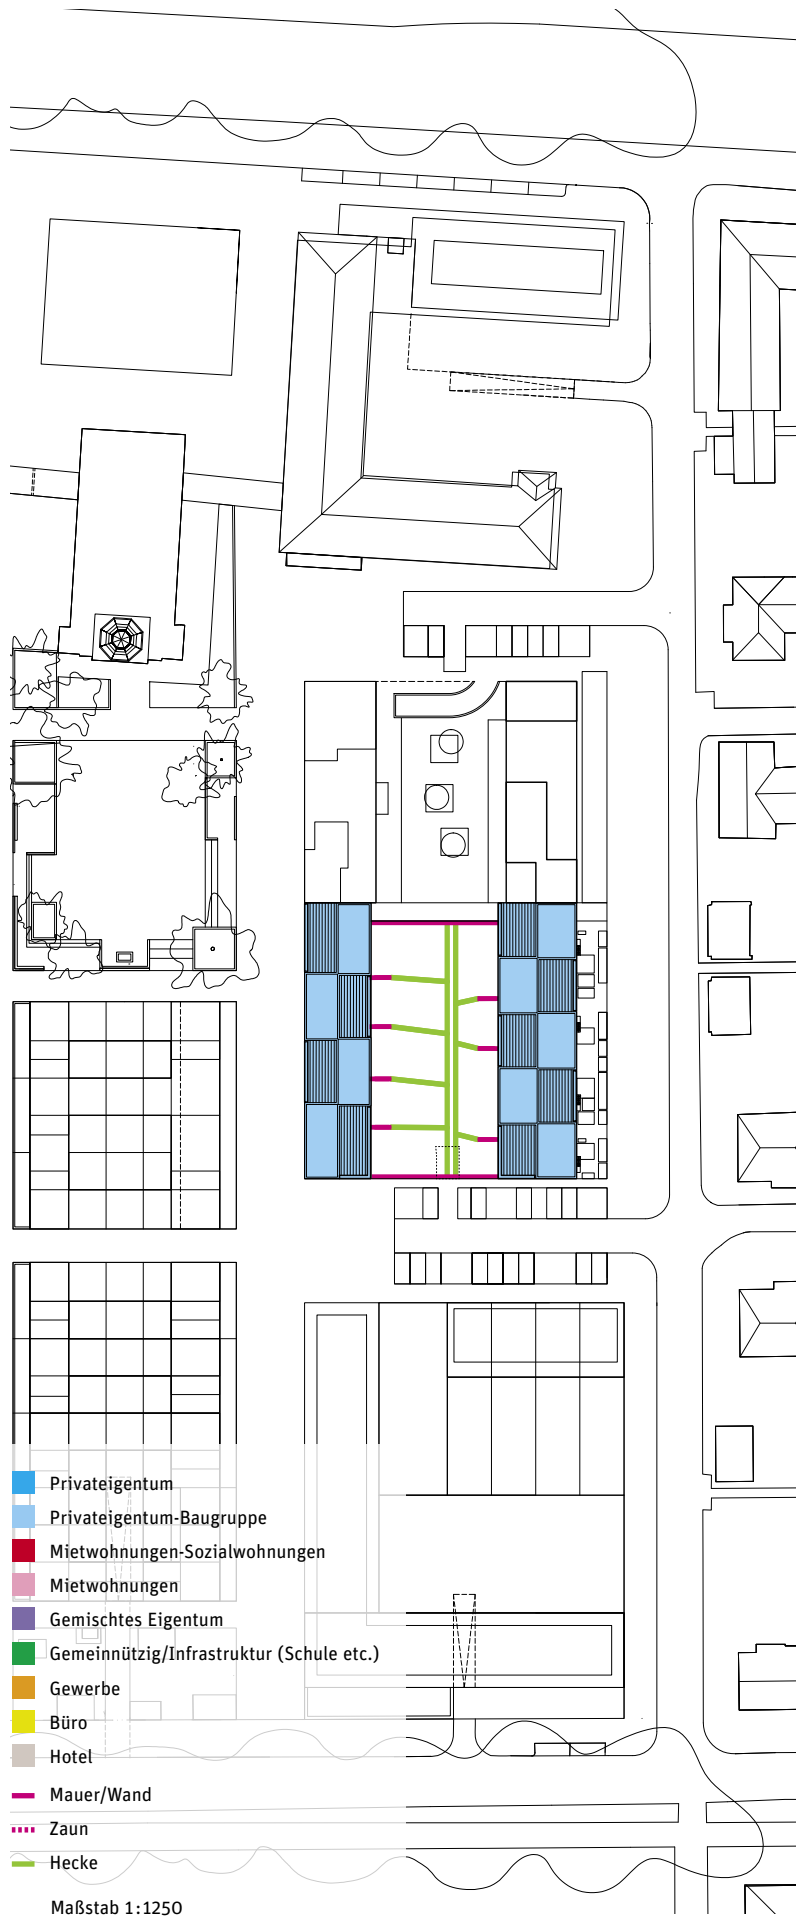 Privateigentum
Privateigentum-Baugruppe
Mietwohnungen-Sozialwohnungen
Mietwohnungen
Gemischtes Eigentum
Gemeinnützig/Infrastruktur (Schule etc.)
Gewerbe
Büro
Hotel
Mauer/Wand
Zaun
Hecke
Maßstab 1:1250